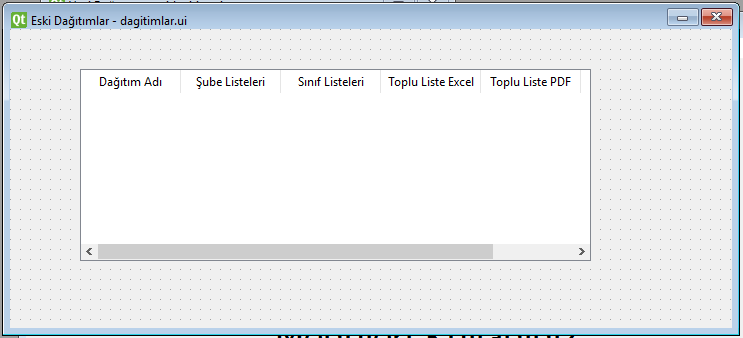 Qt Eski Dağıtımlar - dagitimlar.ui
Dağıtım Adı Şube Listeleri Sınıf Listeleri Toplu Liste Excel Toplu Liste PDF